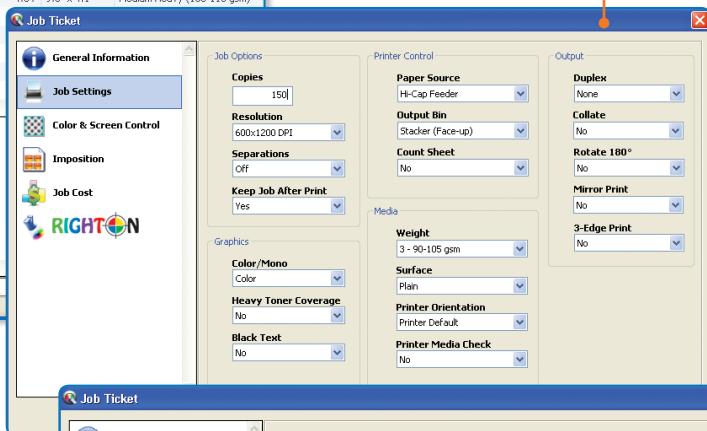 Job Ticket
General Information
Job Settings
Color & Screen Control
Imposition
Job Cost
RIGHTON
Job Options
Copies
150
Resolution
600x1200 DPI
Separations
Off
Keep Job After Print
Yes
Graphics
Color/Mono
Color
Heavy Toner Coverage
No
Black Text
No
Printer Control
Paper Source
Hi-Cap Feeder
Output Bin
Stacker (Face-up)
Count Sheet
No
Media
Weight
3 - 90-105 gsm
Surface
Plain
Printer Orientation
Printer Default
Printer Media Check
No
Output
Duplex
None
Collate
No
Rotate 180°
No
Mirror Print
No
3-Edge Print
No
Job Ticket